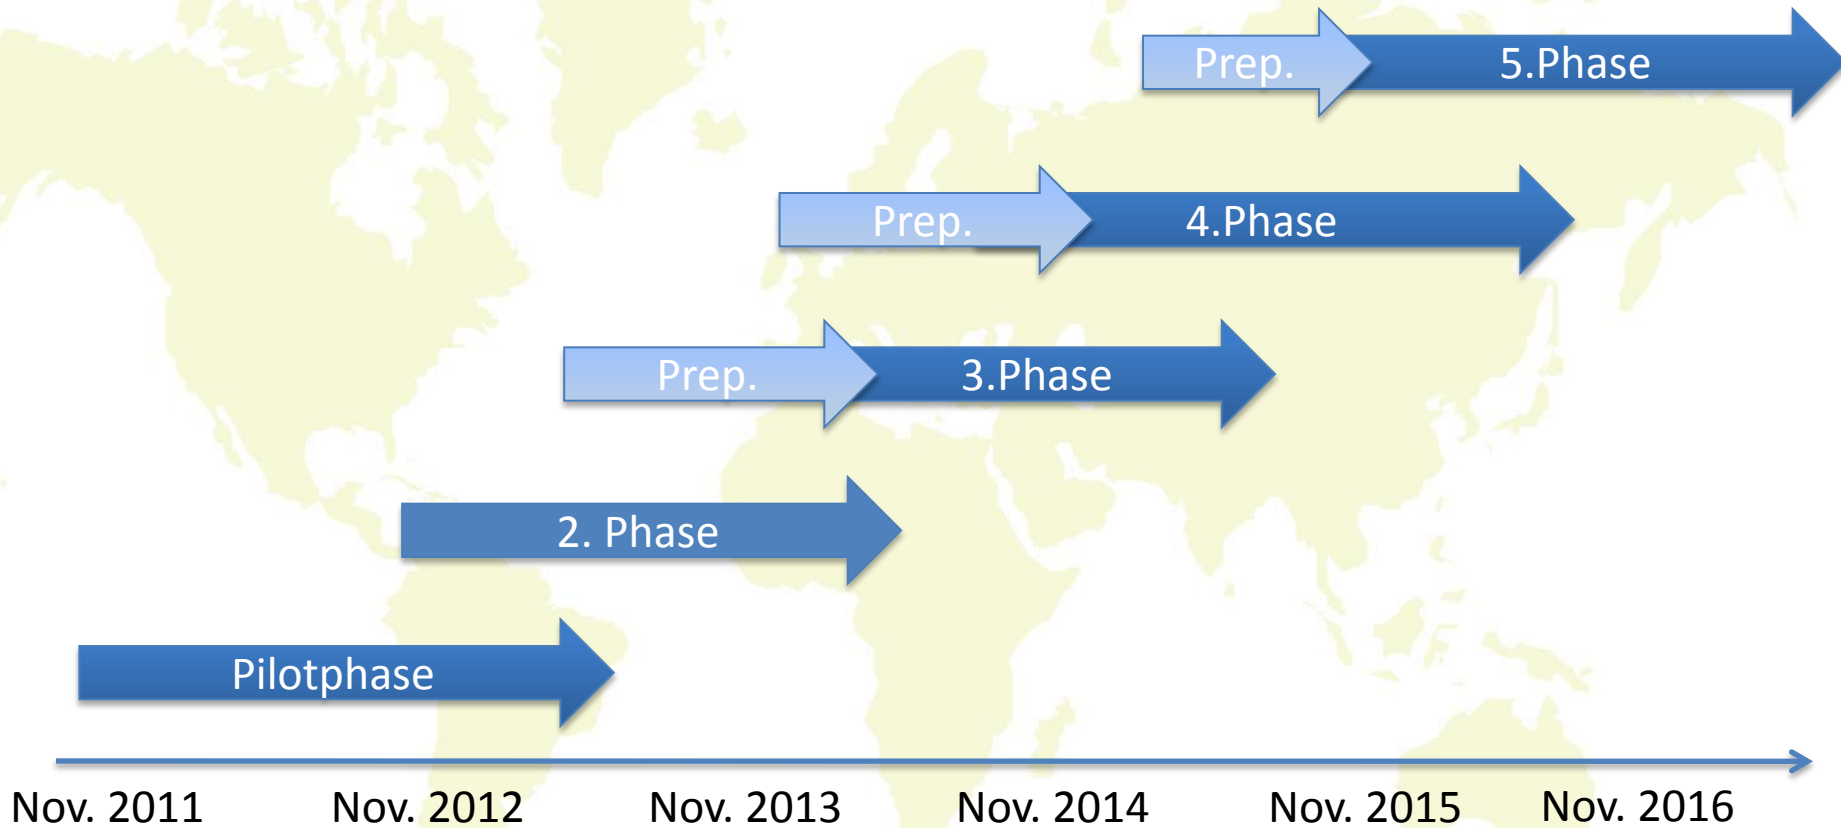 Prep. 5.Phase
Prep. 4.Phase
Prep. 3.Phase
2. Phase
Pilotphase
Nov. 2011 Nov. 2012 Nov. 2013 Nov. 2014 Nov. 2015 Nov. 2016